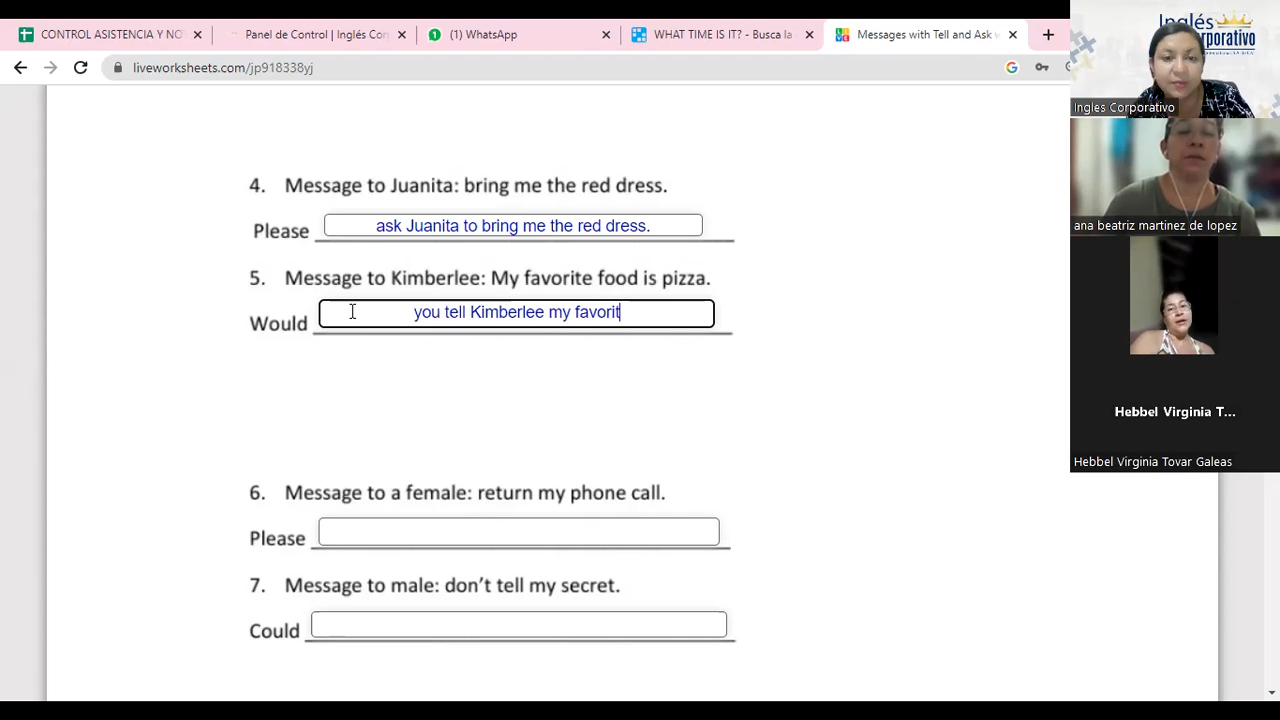 CONTROL ASISTENCIA Y NO
Panel de Control | Inglés Cor
(1) WhatsApp
WHAT TIME IS IT? - Busca le
Messages with Tell and Ask w
liveworksheets.com/jp918338yj
4. Message to Juanita: bring me the red dress.
Please ask Juanita to bring me the red dress.
5. Message to Kimberlee: My favorite food is pizza.
Would you tell Kimberlee my favorit
6. Message to a female: return my phone call.
Please
7. Message to male: don't tell my secret.
Could
Inglés
Corporativo
Ingles Corporativo
ana beatriz martinez de lopez
Hebbel Virginia T...
Hebbel Virginia Tovar Galeas